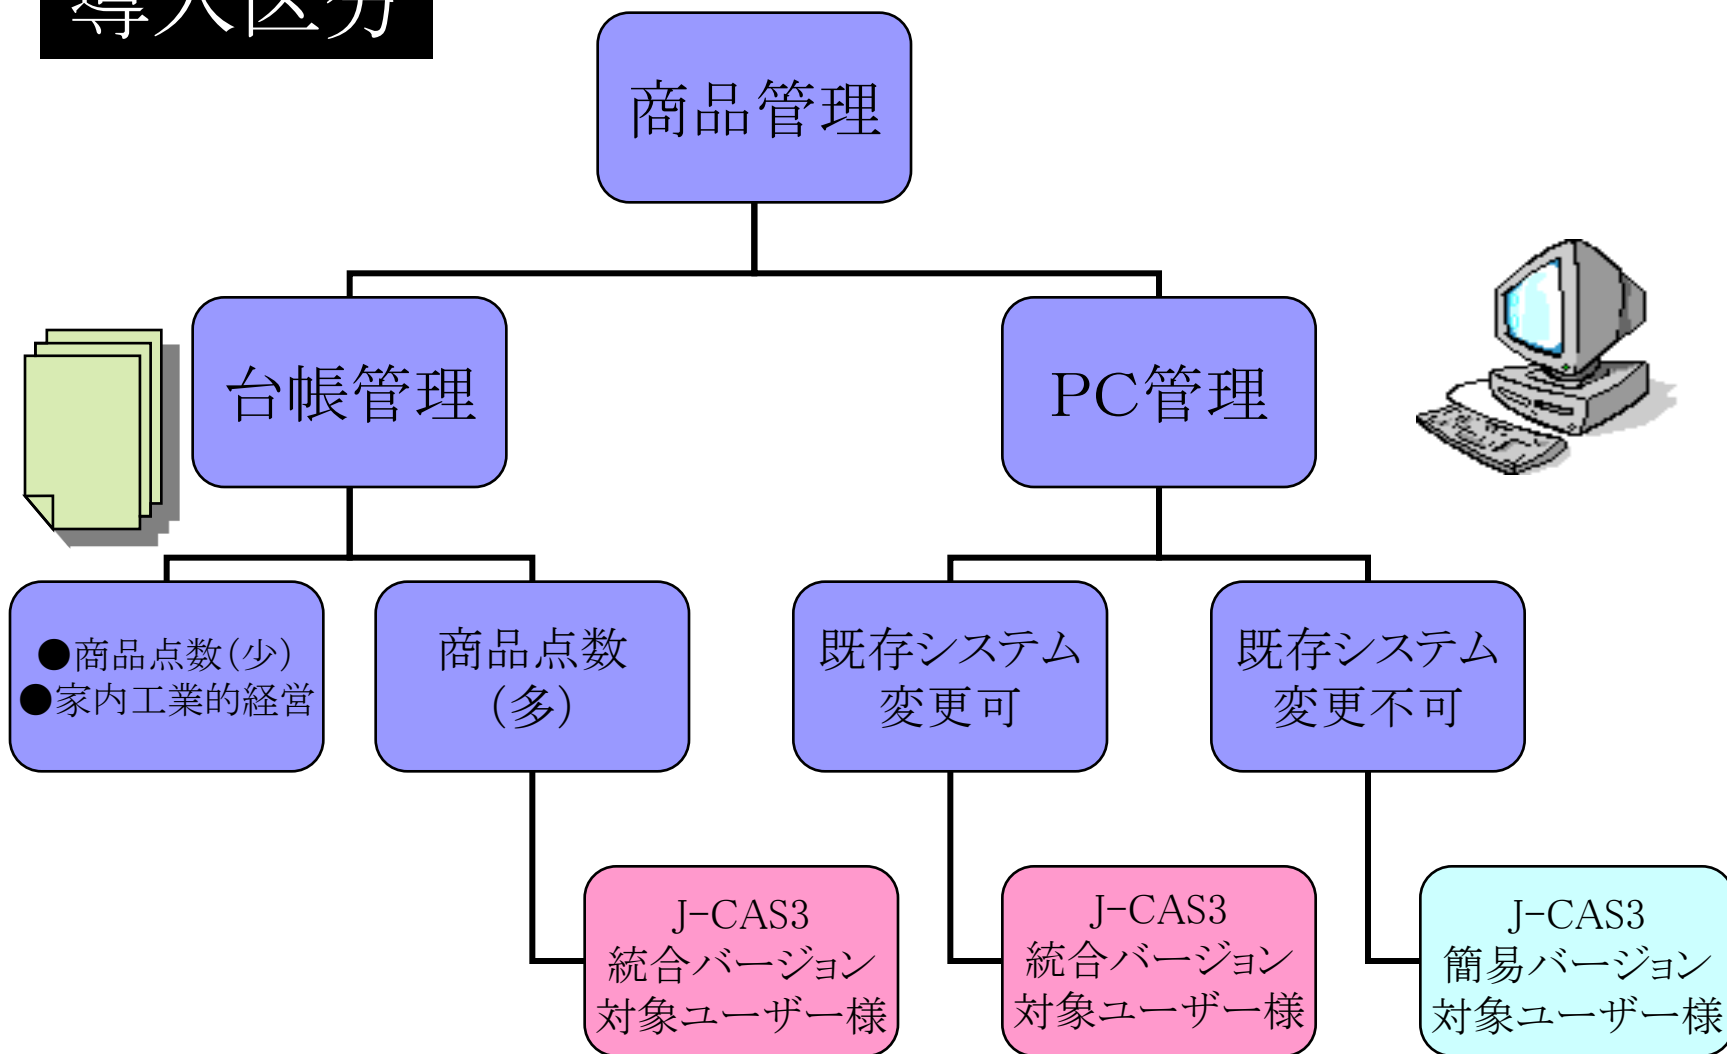 導入区分
商品管理
台帳管理
PC管理
●商品点数(少)
●家内工業的経営
商品点数
(多)
既存システム
変更可
既存システム
変更不可
J-CAS3
統合バージョン
対象ユーザー様
J-CAS3
統合バージョン
対象ユーザー様
J-CAS3
簡易バージョン
対象ユーザー様